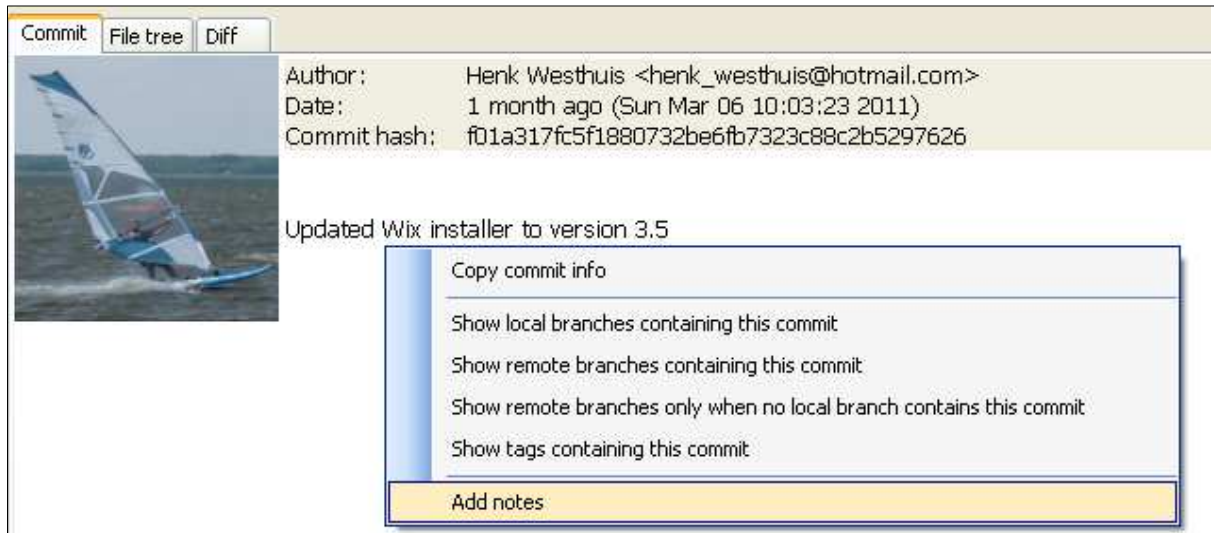 Commit File tree Diff
Author: Henk Westhuis <henk_westhuis@hotmail.com>
Date: 1 month ago (Sun Mar 06 10:03:23 2011)
Commit hash: f01a317fc5f1880732be6fb7323c88c2b5297626
Updated Wix installer to version 3.5
Copy commit info
Show local branches containing this commit
Show remote branches containing this commit
Show remote branches only when no local branch contains this commit
Show tags containing this commit
Add notes